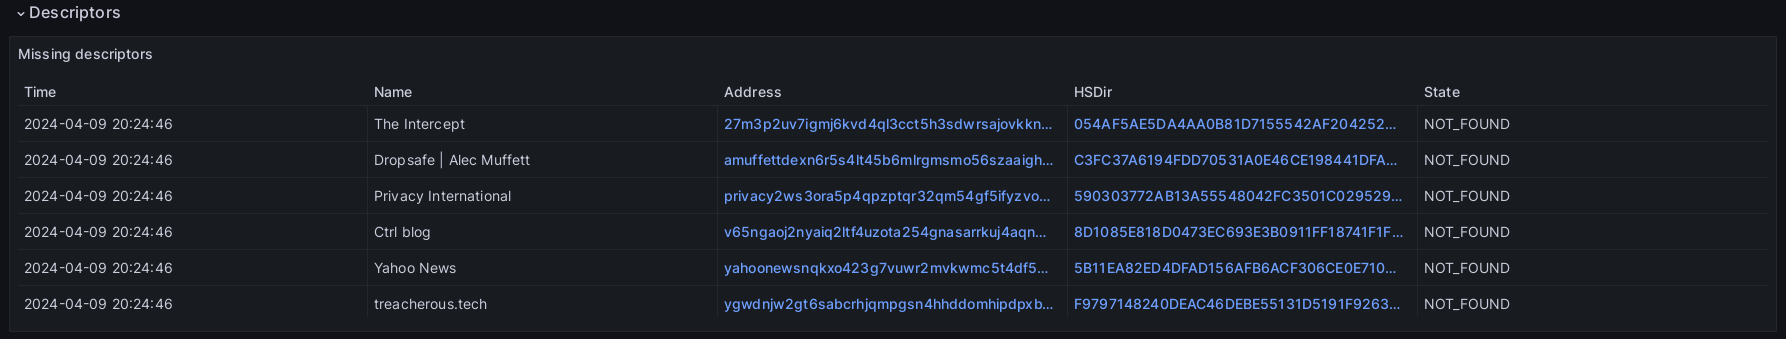 Descriptors
Missing descriptors
Time Name Address HSDir State
2024-04-09 20:24:46 The Intercept 27m3p2uv7igmj6kvd4ql3cct5h3sdwrsajovkkn... 054AF5AE5DA4AA0B81D7155542AF204252... NOT_FOUND
2024-04-09 20:24:46 Dropsafe | Alec Muffett amuffettdexn6r5s4lt45b6mlrgmsmo56szaaigh... C3FC37A6194FDD70531A0E46CE198441DFA... NOT_FOUND
2024-04-09 20:24:46 Privacy International privacy2ws3ora5p4qpzptqr32qm54gf5ifyzvo... 590303772AB13A55548042FC3501C029529... NOT_FOUND
2024-04-09 20:24:46 Ctrl blog v65ngaoj2nyaiq2ltf4uzota254gnasarrkuj4aqn... 8D1085E818D0473EC693E3B0911FF18741F1F... NOT_FOUND
2024-04-09 20:24:46 Yahoo News yahoonewsnqkxo423g7vuwr2mvkwmc5t4df5... 5B11EA82ED4DFAD156AFB6ACF306CE0E710... NOT_FOUND
2024-04-09 20:24:46 treacherous.tech ygwdnjw2gt6sabcrhjqmpgsn4hhddomhipdpxb... F9797148240DEAC46DEBE55131D5191F9263... NOT_FOUND